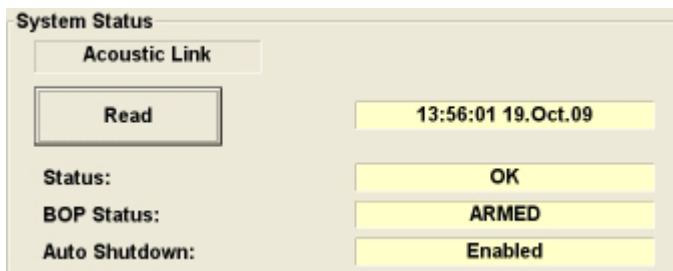 System Status
Acoustic Link
Read 13:56:01 19.Oct.09
Status: OK
BOP Status: ARMED
Auto Shutdown: Enabled